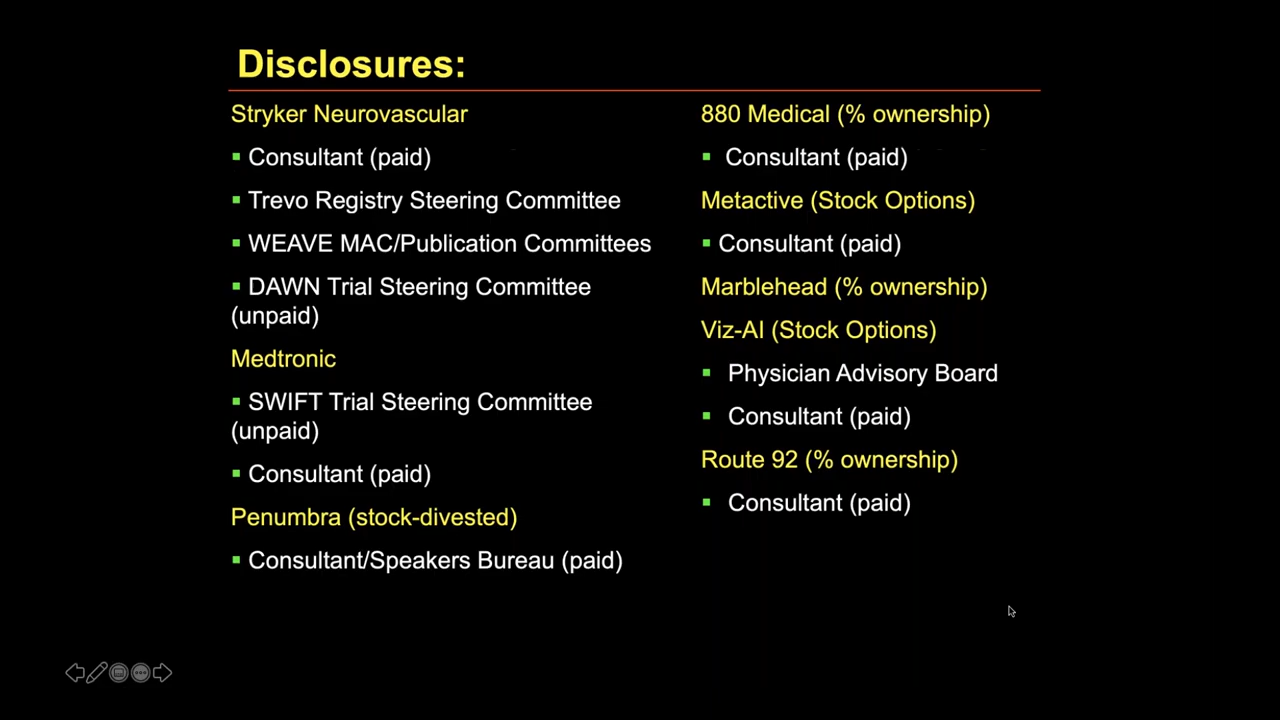 Disclosures:
Stryker Neurovascular
▪ Consultant (paid)
▪ Trevo Registry Steering Committee
▪ WEAVE MAC/Publication Committees
▪ DAWN Trial Steering Committee
(unpaid)
Medtronic
▪ SWIFT Trial Steering Committee
(unpaid)
▪ Consultant (paid)
Penumbra (stock-divested)
▪ Consultant/Speakers Bureau (paid)
880 Medical (% ownership)
▪ Consultant (paid)
Metactive (Stock Options)
▪ Consultant (paid)
Marblehead (% ownership)
Viz-AI (Stock Options)
▪ Physician Advisory Board
▪ Consultant (paid)
Route 92 (% ownership)
▪ Consultant (paid)